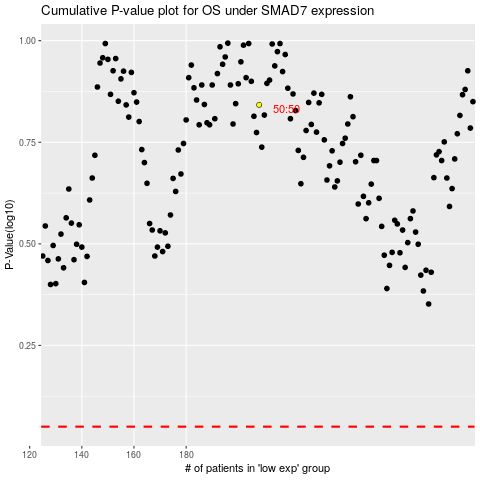 Cumulative P-value plot for OS under SMAD7 expression
1.00
0.75
0.50
0.25
P-Value(log10)
50:50
120 140 160 180
# of patients in 'low exp' group